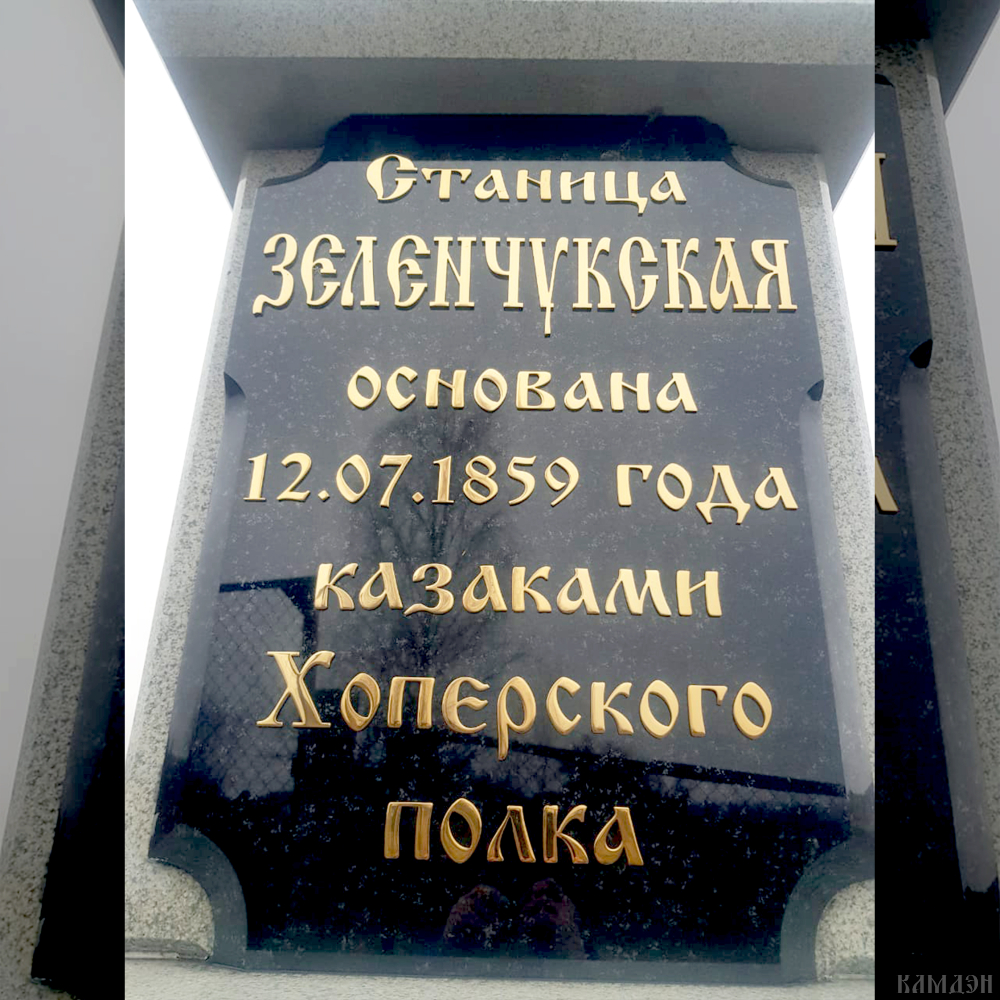 Станица
ЗЕЛЕНЧУКСКАЯ
основана
12.07.1859 года
казаками
Хоперского
полка
КАМДЭН